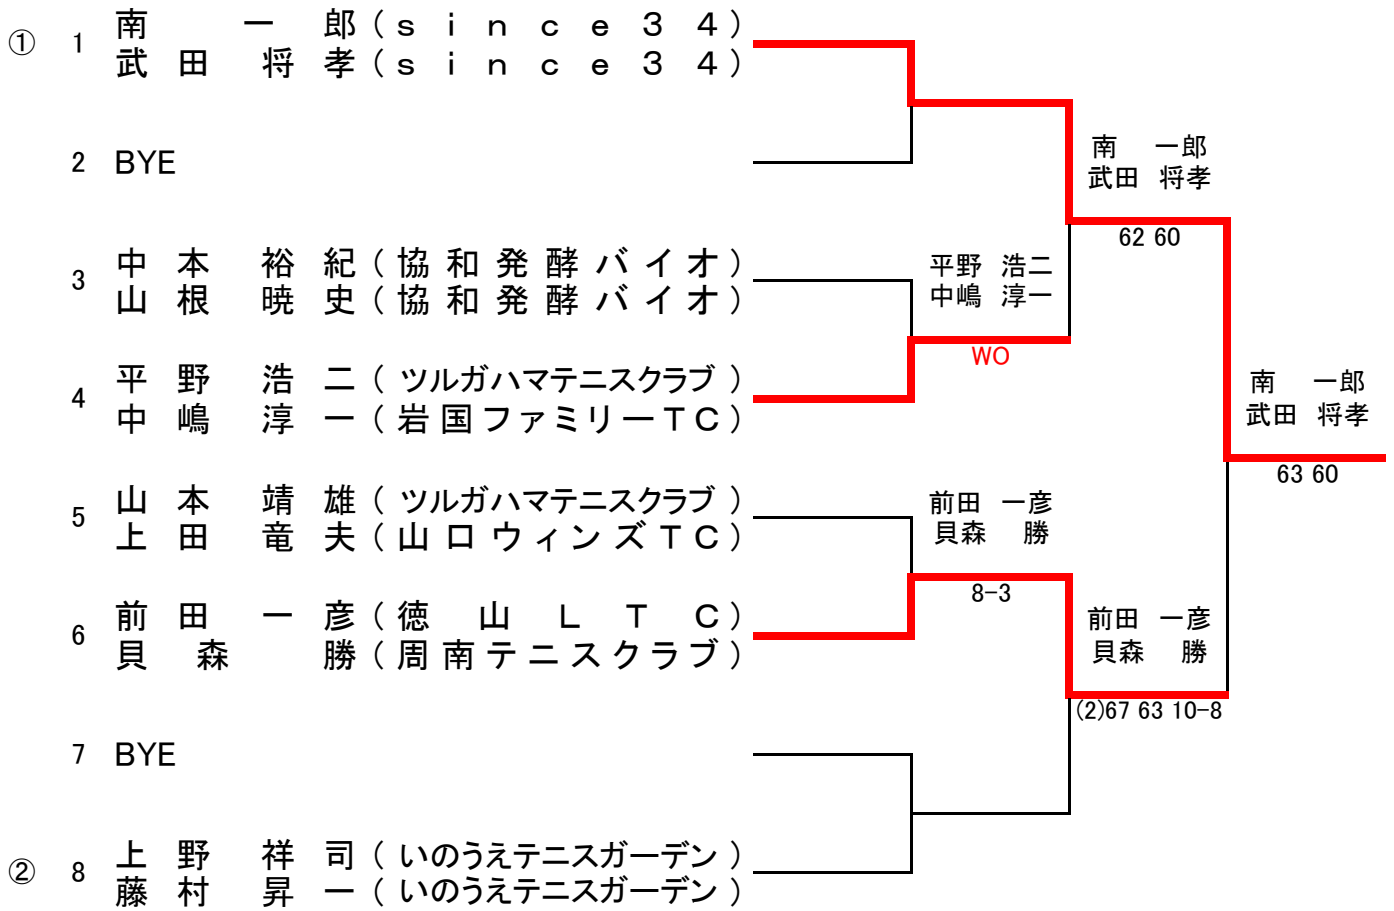 ① 1 南 一 郎 (ｓｉｎｃｅ３４)
武 田 将 孝 (ｓｉｎｃｅ３４)
2 BYE
南 一郎
武田 将孝
62 60
3 中 本 裕 紀 (協和発酵バイオ)
山 根 暁 史 (協和発酵バイオ)
平野 浩二
中嶋 淳一
WO
4 平 野 浩 二 (ツルガハマテニスクラブ)
中 嶋 淳 一 (岩国ファミリーＴＣ)
南 一郎
武田 将孝
63 60
5 山 本 靖 雄 (ツルガハマテニスクラブ)
上 田 竜 夫 (山口ウィンズＴＣ)
前田 一彦
貝森 勝
8-3
6 前 田 一 彦 (徳山ＬＴＣ)
貝 森 勝 (周南テニスクラブ)
前田 一彦
貝森 勝
(2)67 63 10-8
7 BYE
② 8 上 野 祥 司 (いのうえテニスガーデン)
藤 村 昇 一 (いのうえテニスガーデン)